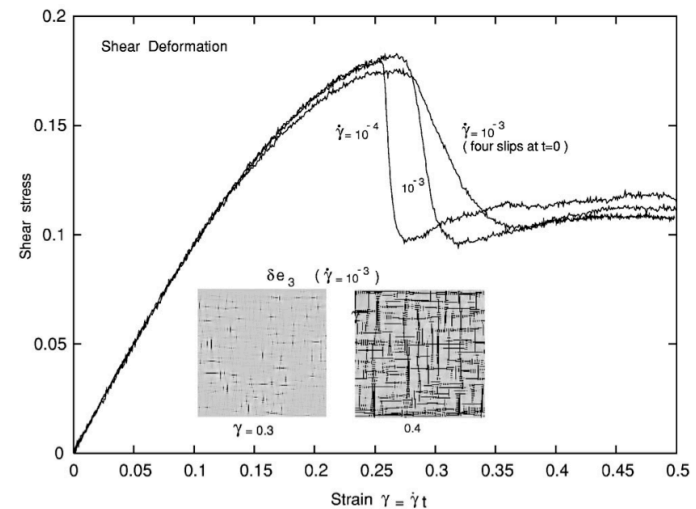 0.2
Shear Deformation
0.15
γ̇ = 10⁻⁴
γ̇ = 10⁻³
( four slips at t=0 )
10⁻³
Shear stress
0.1
δe₃ ( γ̇ = 10⁻³ )
0.05
γ = 0.3
0.4
0
0 0.05 0.1 0.15 0.2 0.25 0.3 0.35 0.4 0.45 0.5
Strain γ = γ̇ t